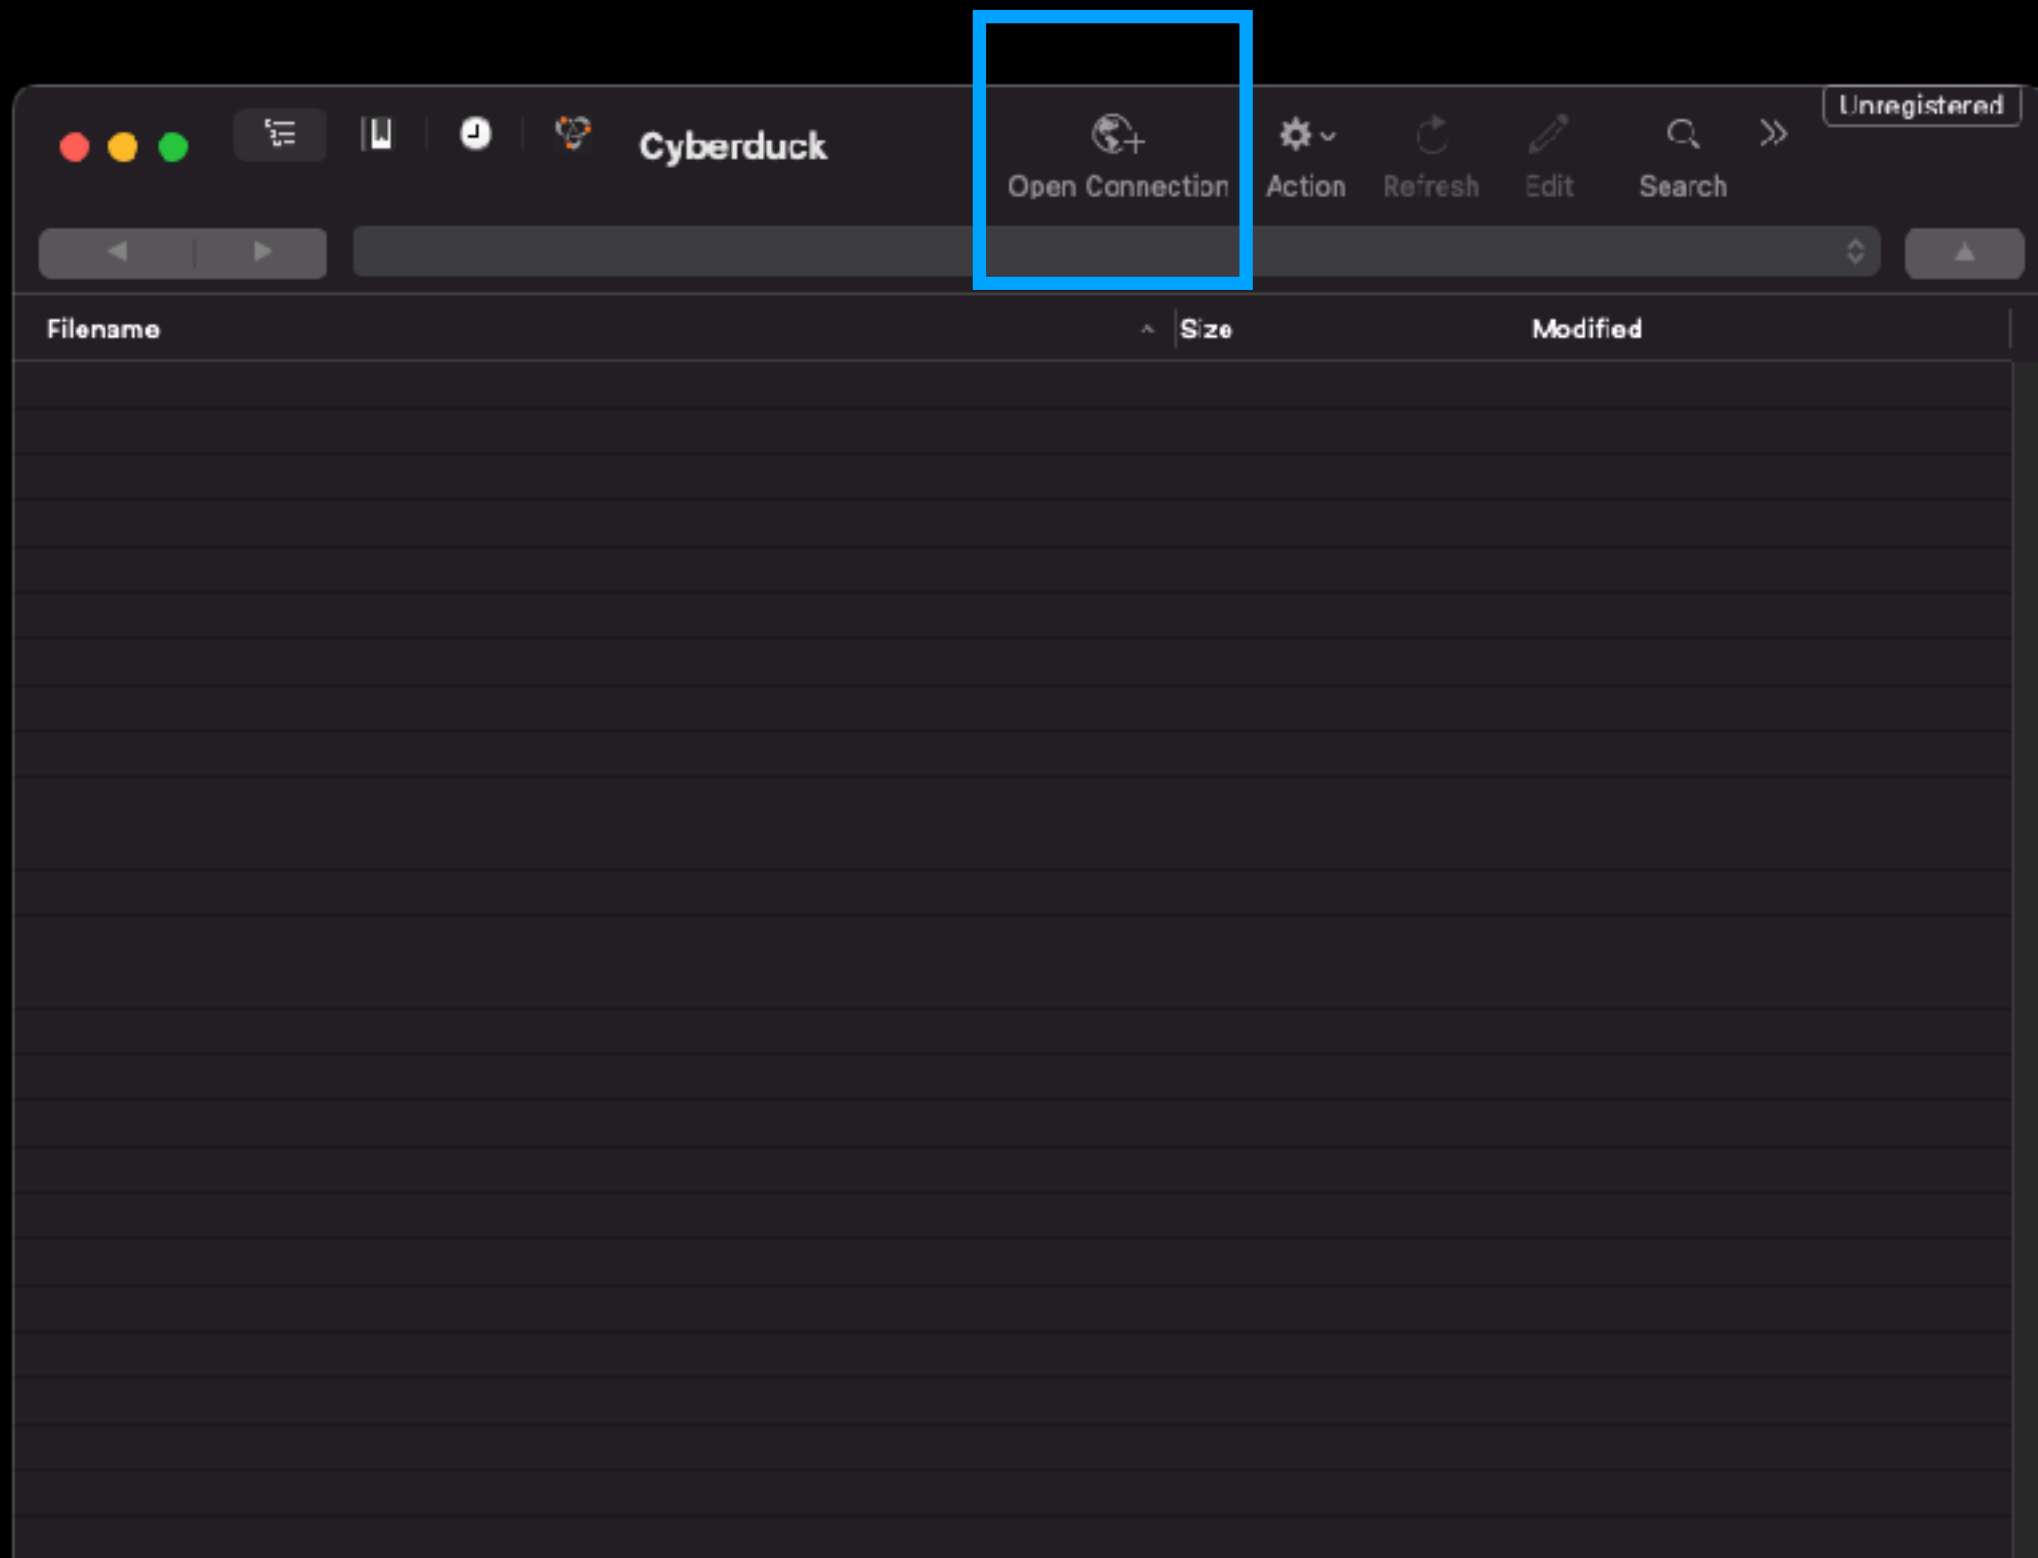 Unregistered
Cyberduck
Open Connection Action Refresh Edit Search
Filename Size Modified